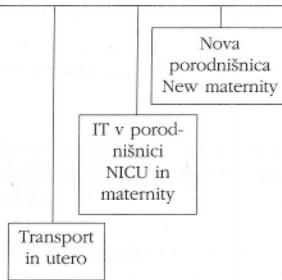 Nova
porodnišnica
New maternity
IT v porod-
nišnici
NICU in
maternity
Transport
in utero